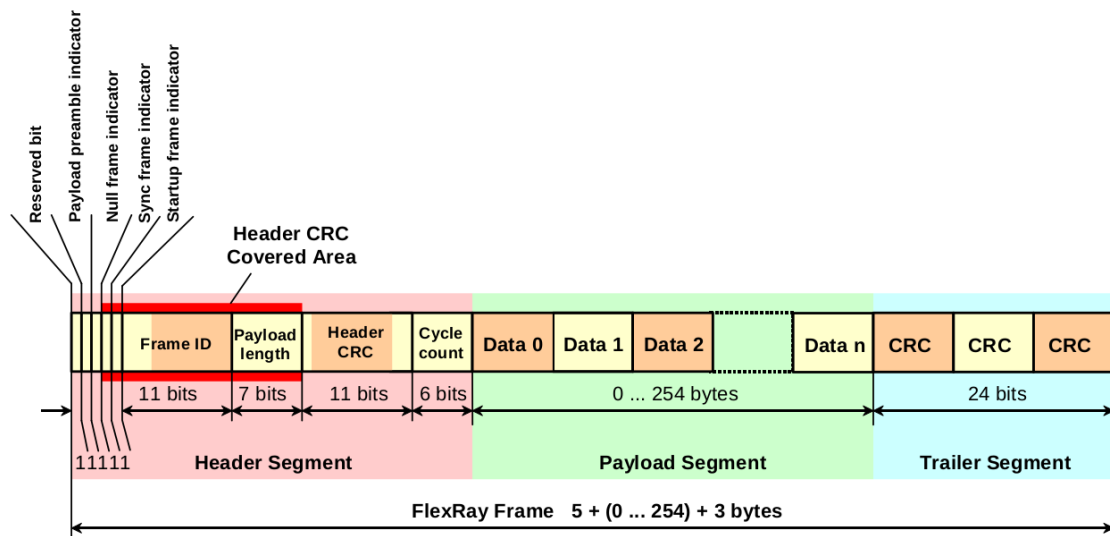 Reserved bit
Payload preamble indicator
Null frame indicator
Sync frame indicator
Startup frame indicator
Header CRC
Covered Area
Frame ID
Payload
length
Header
CRC
Cycle
count
Data 0
Data 1
Data 2
Data n
CRC
CRC
CRC
11 bits
7 bits
11 bits
6 bits
0 ... 254 bytes
24 bits
11111
Header Segment
Payload Segment
Trailer Segment
FlexRay Frame 5 + (0 ... 254) + 3 bytes